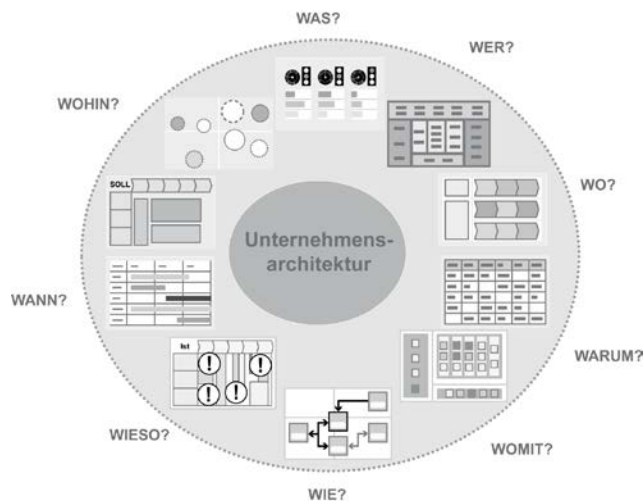 WAS?
WER?
WOHIN?
SOLL
WO?
Unternehmens-
architektur
WANN?
Ist
! ! !
! !
WARUM?
WIESO?
WOMIT?
WIE?